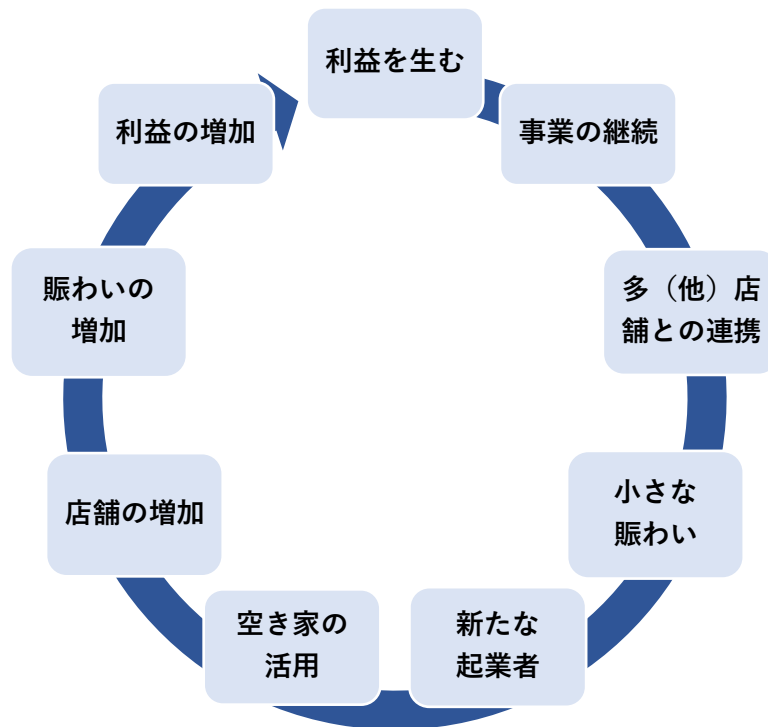 利益を生む
事業の継続
多（他）店
舗との連携
小さな
賑わい
新たな
起業者
空き家の
活用
店舗の増加
賑わいの
増加
利益の増加